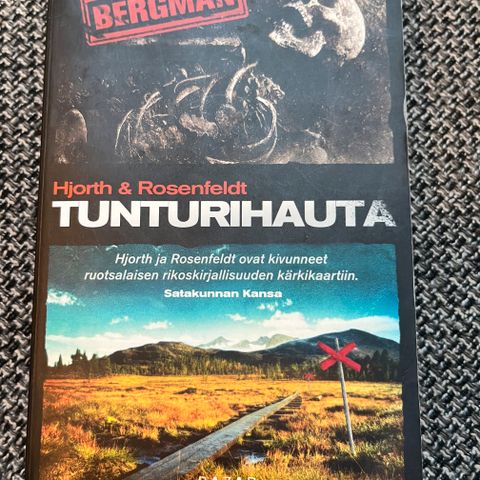 BERGMAN
Hjorth & Rosenfeldt
TUNTURIHAUTA
Hjorth ja Rosenfeldt ovat kivunneet
ruotsalaisen rikoskirjallisuuden kärkikaartiin.
Satakunnan Kansa